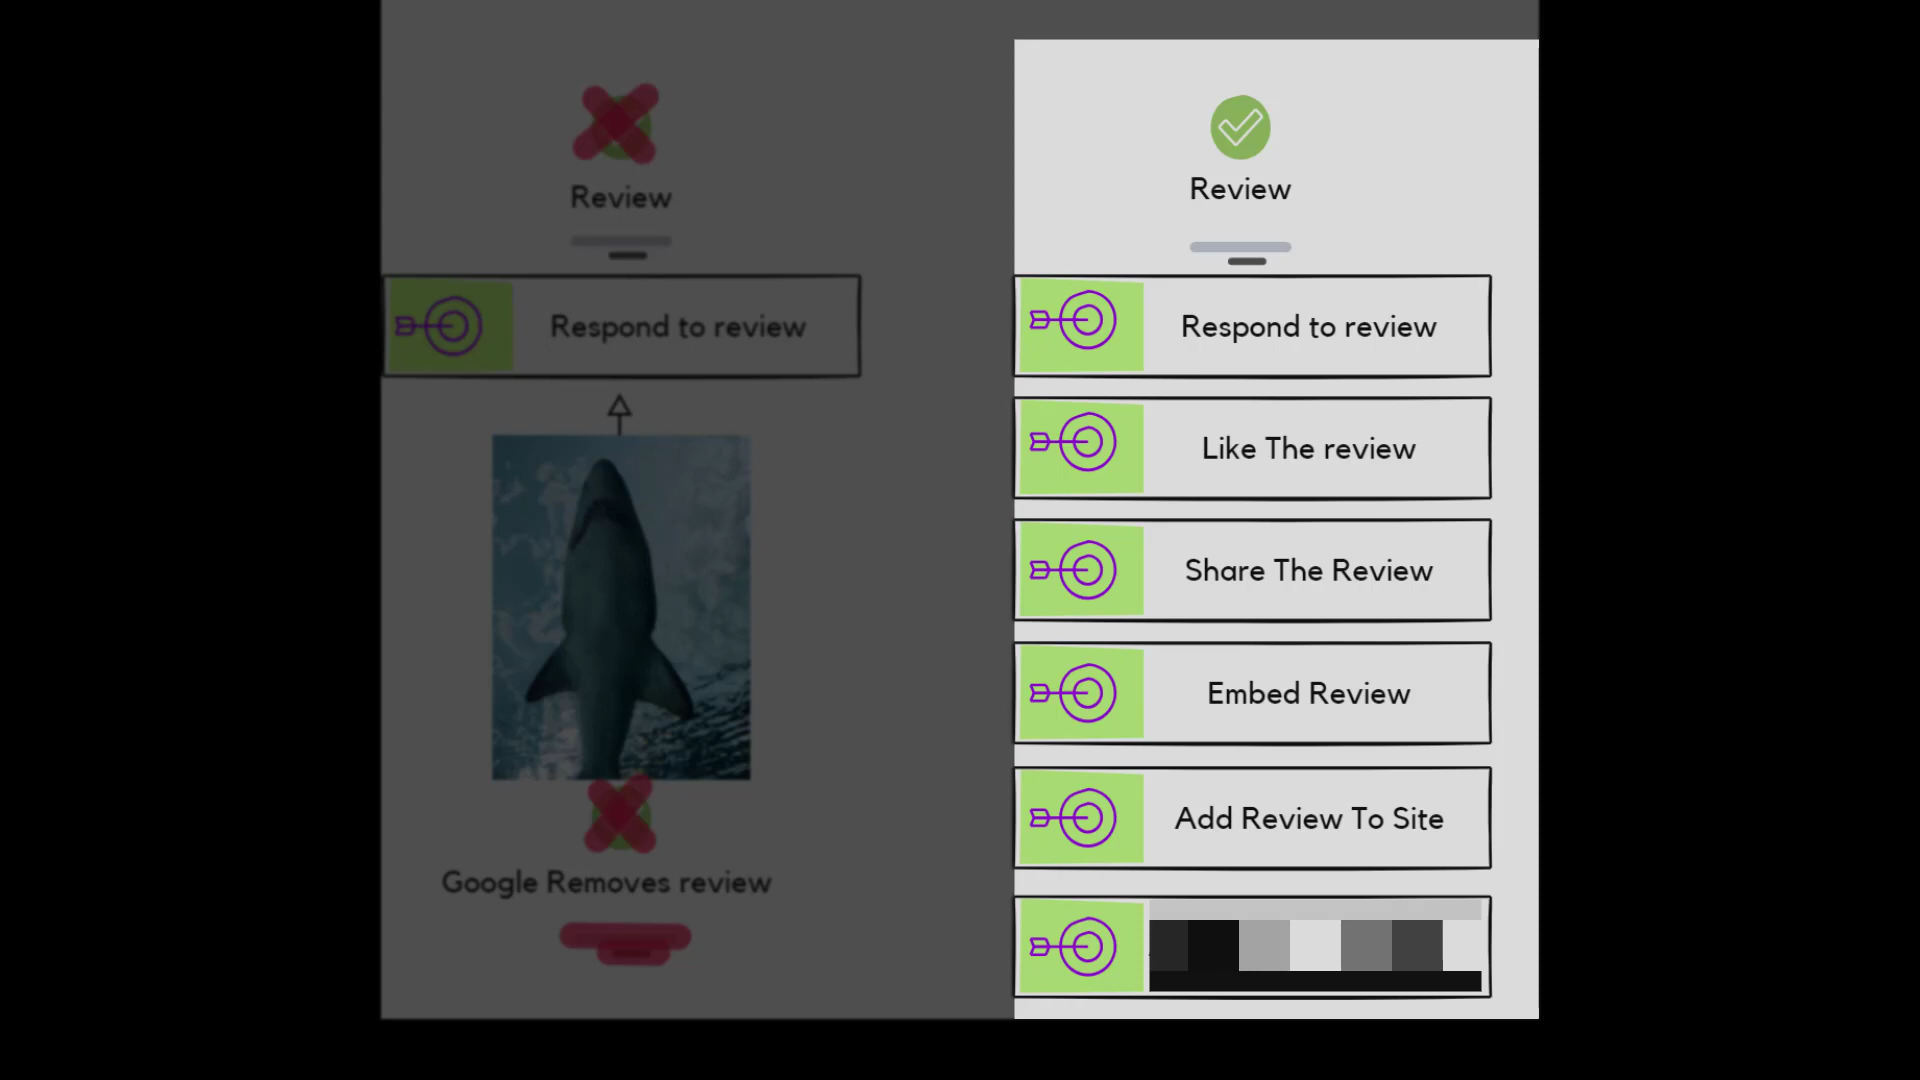 Review
Respond to review
Google Removes review
Review
Respond to review
Like The review
Share The Review
Embed Review
Add Review To Site